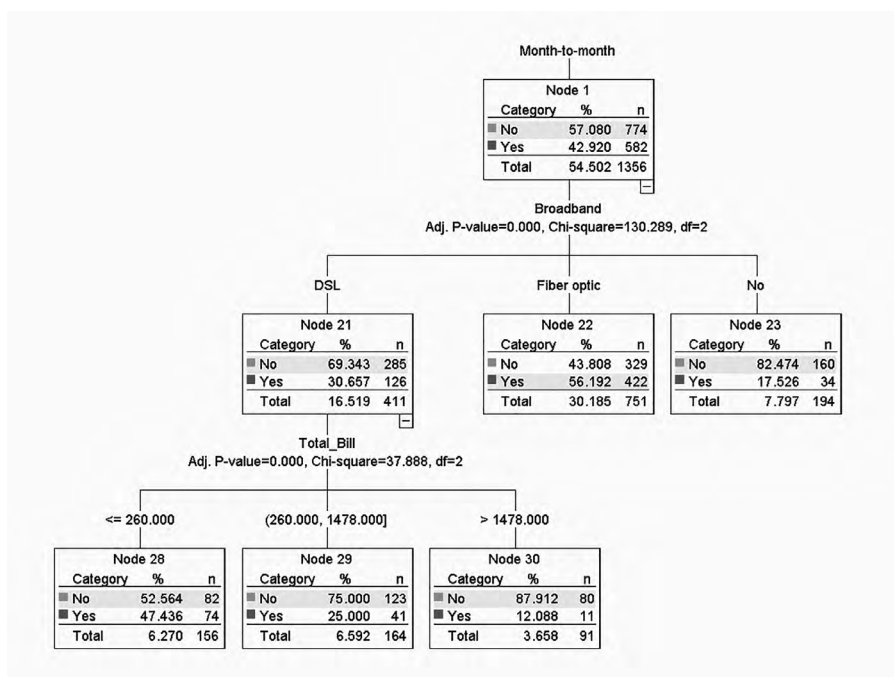 Month-to-month
Node 1
Category % n
No 57.080 774
Yes 42.920 582
Total 54.502 1356
Broadband
Adj. P-value=0.000, Chi-square=130.289, df=2
DSL
Fiber optic
No
Node 21
Category % n
No 69.343 285
Yes 30.657 126
Total 16.519 411
Node 22
Category % n
No 43.808 329
Yes 56.192 422
Total 30.185 751
Node 23
Category % n
No 82.474 160
Yes 17.526 34
Total 7.797 194
Total_Bill
Adj. P-value=0.000, Chi-square=37.888, df=2
<= 260.000
(260.000, 1478.000]
> 1478.000
Node 28
Category % n
No 52.564 82
Yes 47.436 74
Total 6.270 156
Node 29
Category % n
No 75.000 123
Yes 25.000 41
Total 6.592 164
Node 30
Category % n
No 87.912 80
Yes 12.088 11
Total 3.658 91